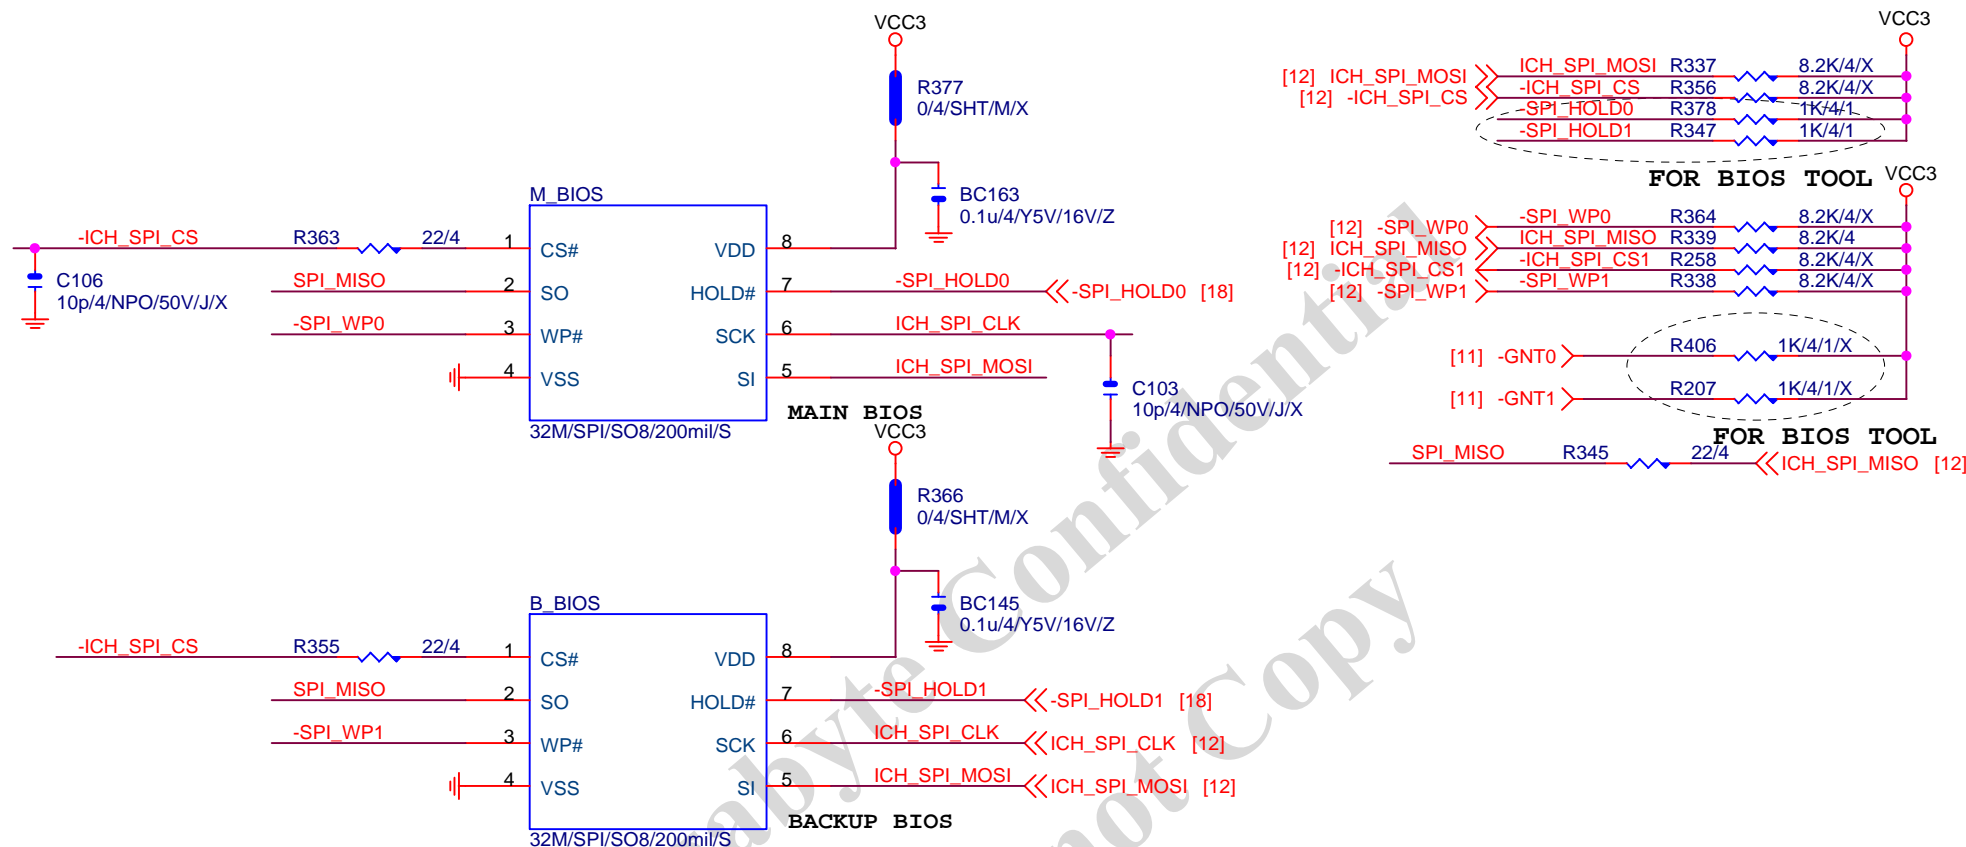 VCC3
R377
0/4/SHT/M/X
BC163
0.1u/4/Y5V/16V/Z
M_BIOS
-ICH_SPI_CS R363 22/4 1 CS# VDD 8
C106
10p/4/NPO/50V/J/X
SPI_MISO 2 SO HOLD# 7 -SPI_HOLD0 -SPI_HOLD0 [18]
-SPI_WP0 3 WP# SCK 6 ICH_SPI_CLK
4 VSS SI 5 ICH_SPI_MOSI
C103
10p/4/NPO/50V/J/X
MAIN BIOS
32M/SPI/SO8/200mil/S
VCC3
R366
0/4/SHT/M/X
BC145
0.1u/4/Y5V/16V/Z
B_BIOS
-ICH_SPI_CS R355 22/4 1 CS# VDD 8
SPI_MISO 2 SO HOLD# 7 -SPI_HOLD1 -SPI_HOLD1 [18]
-SPI_WP1 3 WP# SCK 6 ICH_SPI_CLK ICH_SPI_CLK [12]
4 VSS SI 5 ICH_SPI_MOSI ICH_SPI_MOSI [12]
BACKUP BIOS
32M/SPI/SO8/200mil/S
VCC3
[12] ICH_SPI_MOSI ICH_SPI_MOSI R337 8.2K/4/X
[12] -ICH_SPI_CS -ICH_SPI_CS R356 8.2K/4/X
-SPI_HOLD0 R378 1K/4/1
-SPI_HOLD1 R347 1K/4/1
FOR BIOS TOOL
VCC3
[12] -SPI_WP0 -SPI_WP0 R364 8.2K/4/X
[12] ICH_SPI_MISO ICH_SPI_MISO R339 8.2K/4
[12] -ICH_SPI_CS1 -ICH_SPI_CS1 R258 8.2K/4/X
[12] -SPI_WP1 -SPI_WP1 R338 8.2K/4/X
[11] -GNT0 R406 1K/4/1/X
[11] -GNT1 R207 1K/4/1/X
FOR BIOS TOOL
SPI_MISO R345 22/4 ICH_SPI_MISO [12]
abyte Confidential
not Copy